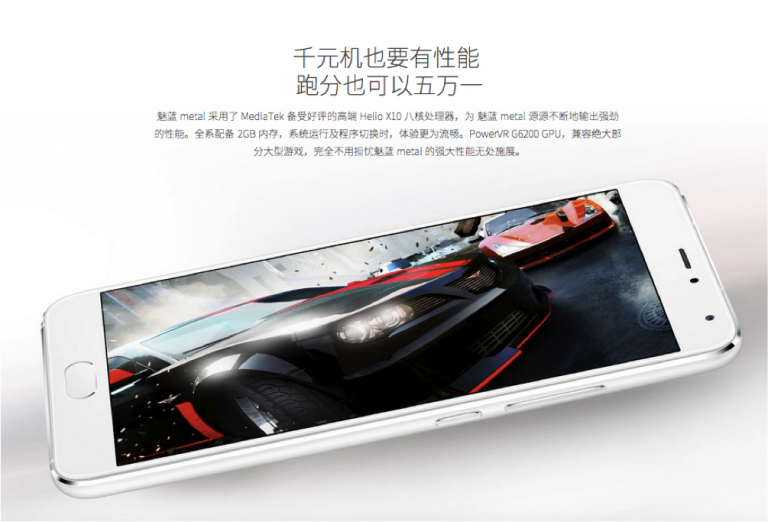 千元机也要有性能
跑分也可以五万一
魅蓝 metal 采用了 MediaTek 备受好评的高端 Helio X10 八核处理器，为 魅蓝 metal 源源不断地输出强劲
的性能。全系配备 2GB 内存，系统运行及程序切换时，体验更为流畅。PowerVR G6200 GPU，兼容绝大部
分大型游戏，完全不用担忧魅蓝 metal 的强大性能无处施展。